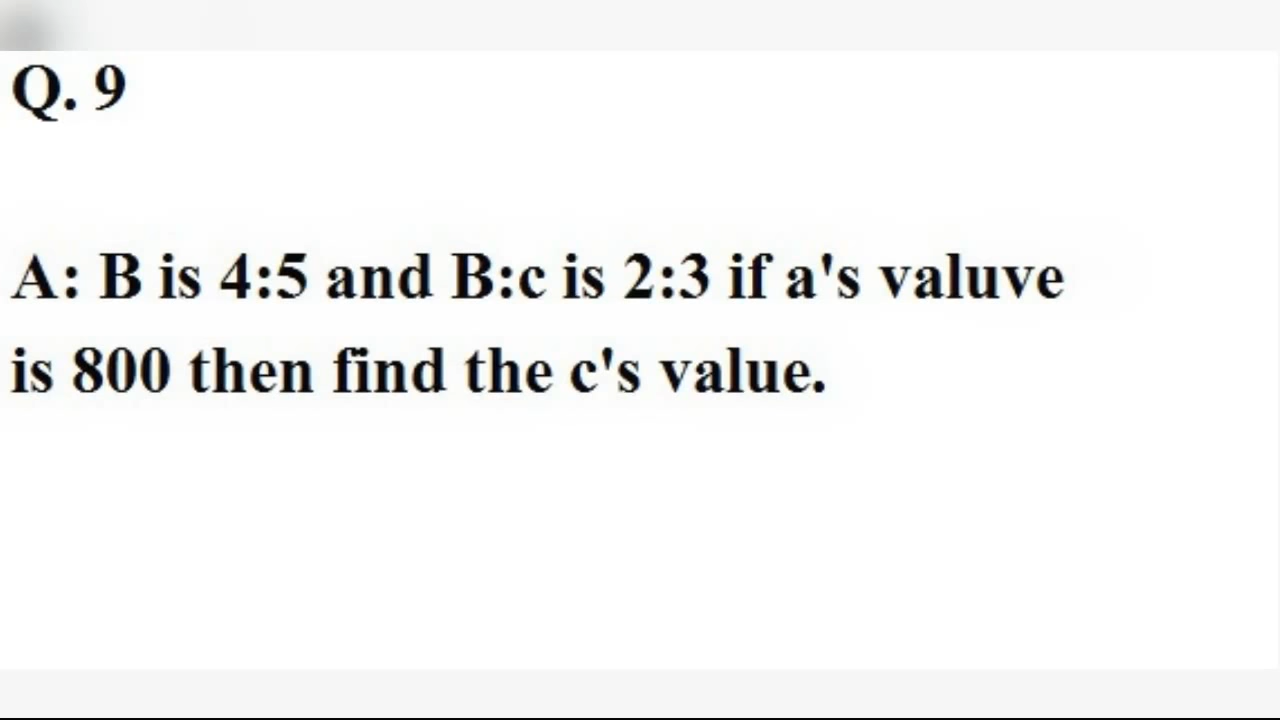 Q. 9
A: B is 4:5 and B:c is 2:3 if a's valuve
is 800 then find the c's value.